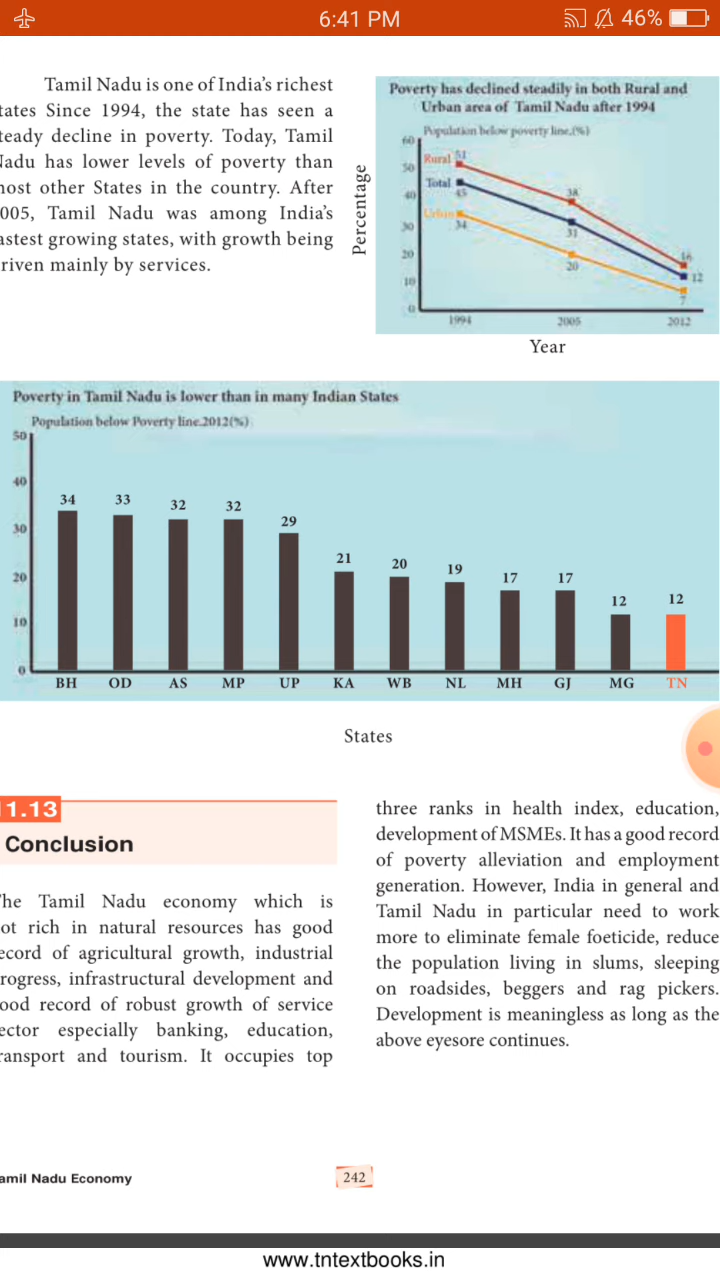 6:41 PM
46%
Tamil Nadu is one of India's richest
tates Since 1994, the state has seen a
teady decline in poverty. Today, Tamil
Nadu has lower levels of poverty than
most other States in the country. After
005, Tamil Nadu was among India's
astest growing states, with growth being
riven mainly by services.
Poverty has declined steadily in both Rural and
Urban area of Tamil Nadu after 1994
Population below poverty line,(%)
Percentage
60
50
40
30
20
10
0
Rural 51
38
16
Total
45
31
12
Urban
34
20
7
1994 2005 2012
Year
Poverty in Tamil Nadu is lower than in many Indian States
Population below Poverty line.2012(%)
50
40
30
20
10
0
34 33 32 32 29 21 20 19 17 17 12 12
BH OD AS MP UP KA WB NL MH GJ MG TN
States
11.13
Conclusion
The Tamil Nadu economy which is
ot rich in natural resources has good
ecord of agricultural growth, industrial
rogress, infrastructural development and
ood record of robust growth of service
ector especially banking, education,
ransport and tourism. It occupies top
three ranks in health index, education,
development of MSMEs. It has a good record
of poverty alleviation and employment
generation. However, India in general and
Tamil Nadu in particular need to work
more to eliminate female foeticide, reduce
the population living in slums, sleeping
on roadsides, beggers and rag pickers.
Development is meaningless as long as the
above eyesore continues.
amil Nadu Economy
242
www.tntextbooks.in